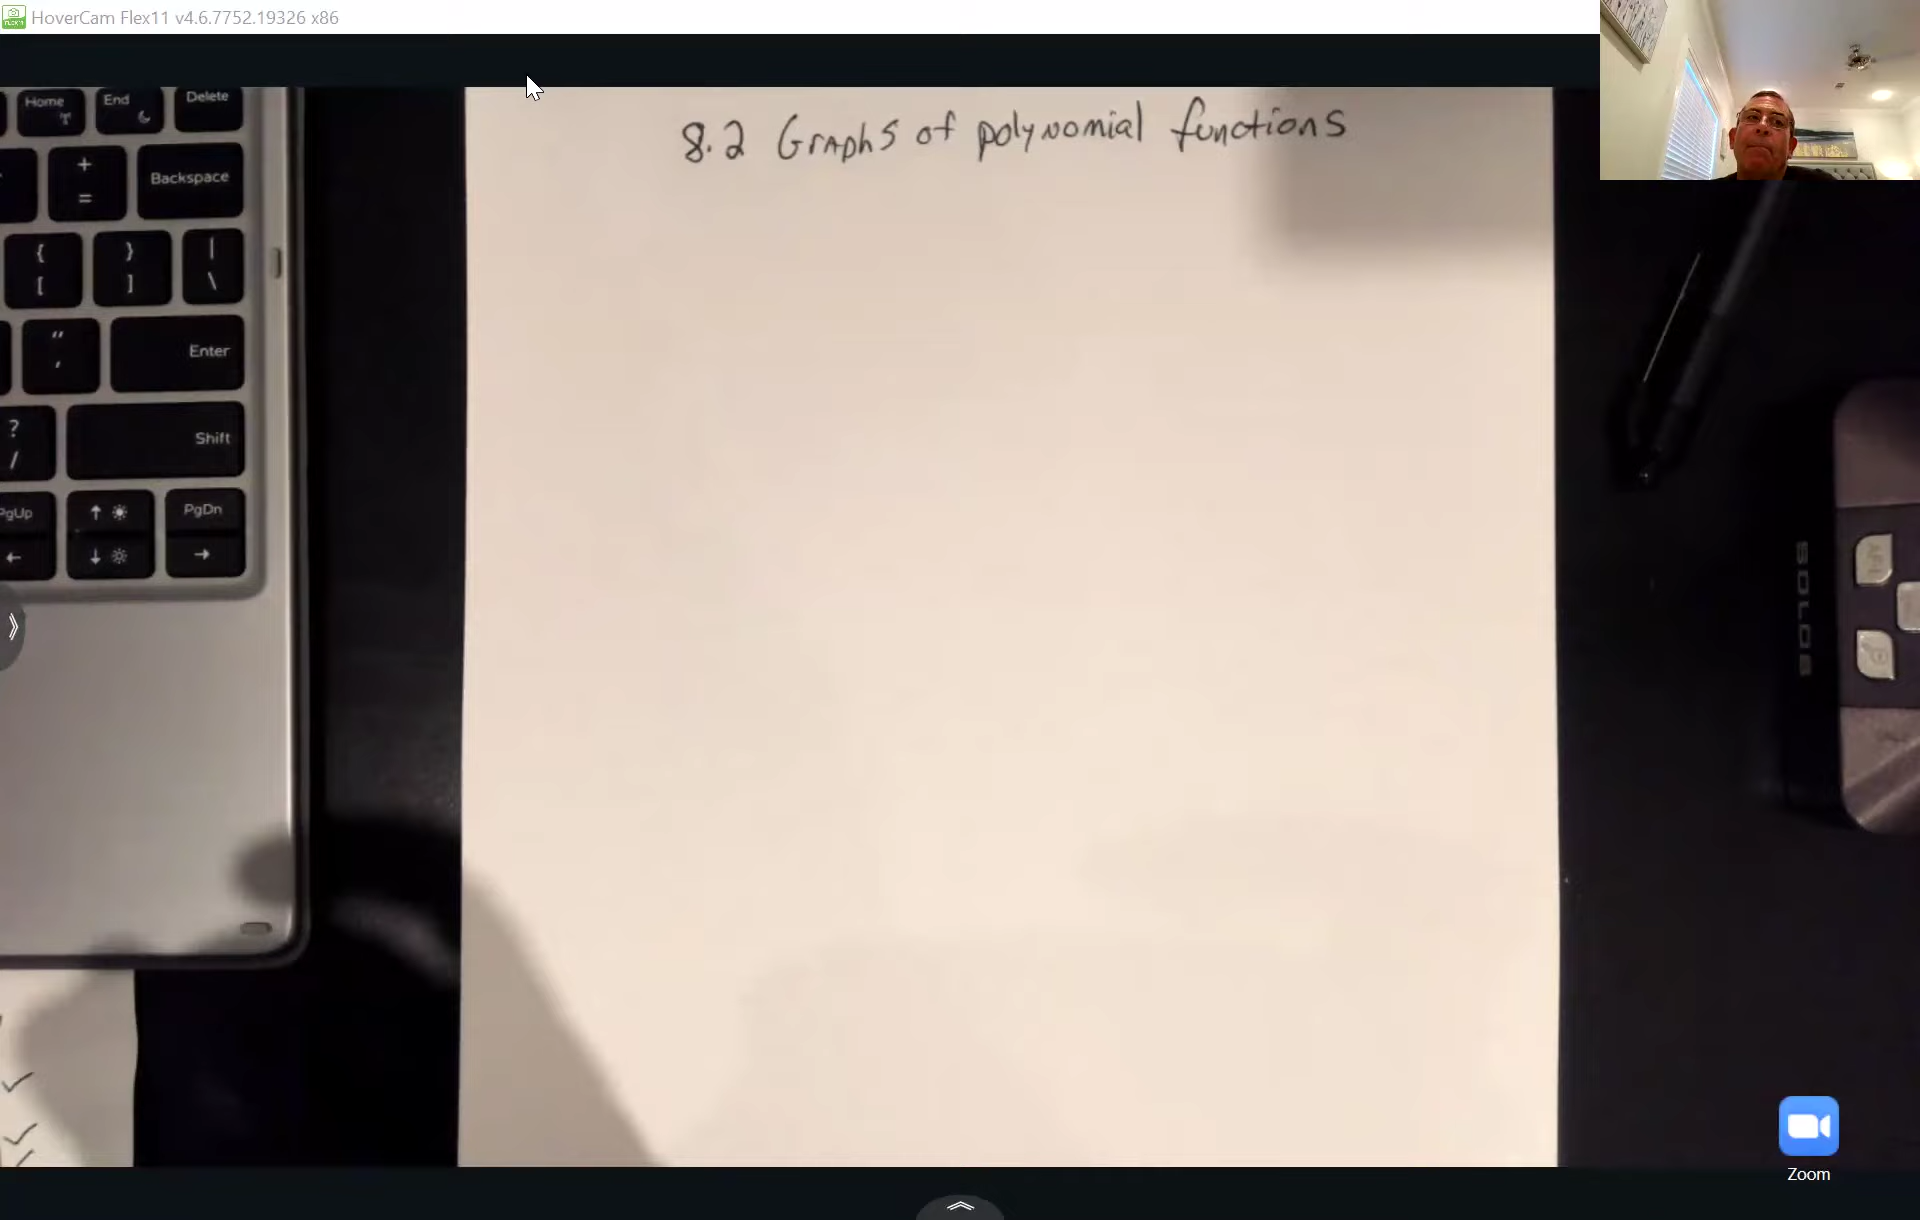 HoverCam Flex11 v4.6.7752.19326 x86
8.2 Graphs of polynomial functions
Home End Delete
+ = Backspace
{ [ } ] | \
" ' Enter
? / Shift
PgUp PgDn
SOLOS
Zoom